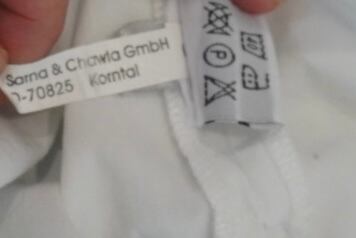 Sarna & Chawla GmbH
D-70825 Korntal